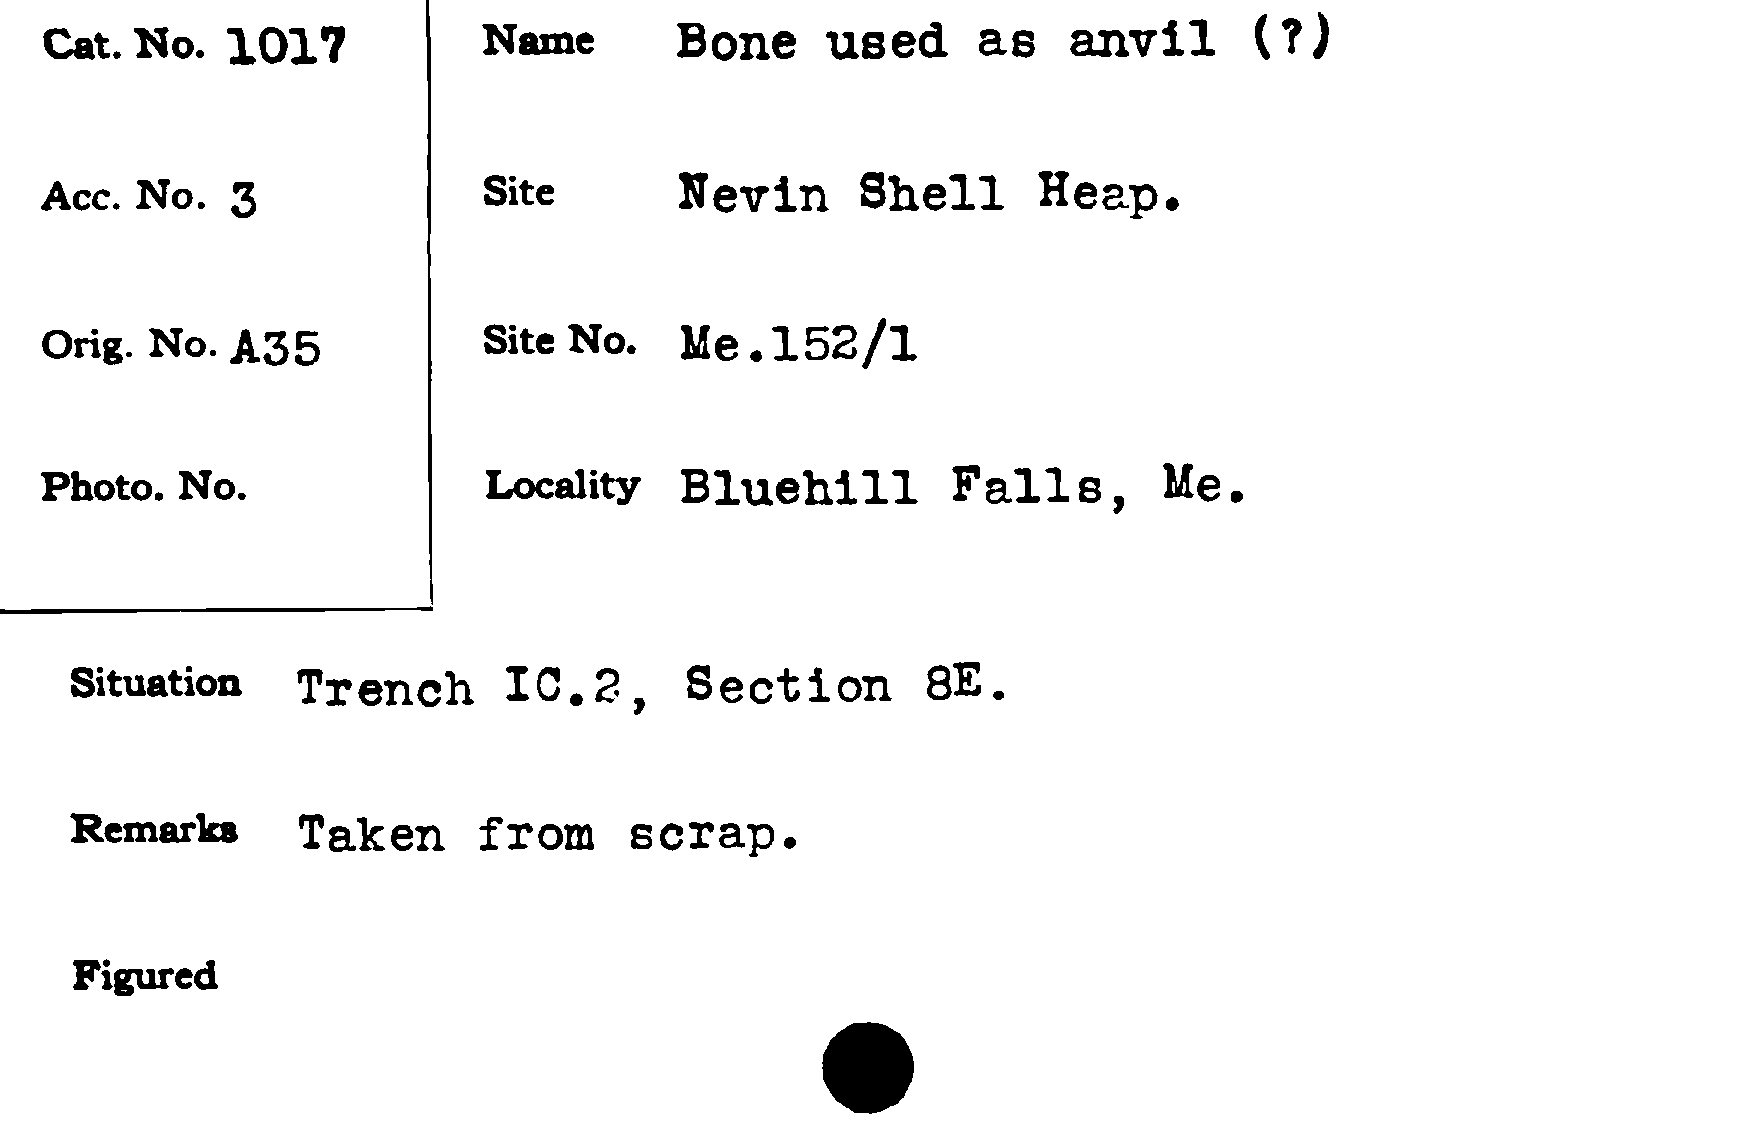 Cat. No. 1017
Acc. No. 3
Orig. No. A35
Photo. No.
Name Bone used as anvil (?)
Site Nevin Shell Heap.
Site No. Me.152/1
Locality Bluehill Falls, Me.
Situation Trench IC.2, Section 8E.
Remarks Taken from scrap.
Figured